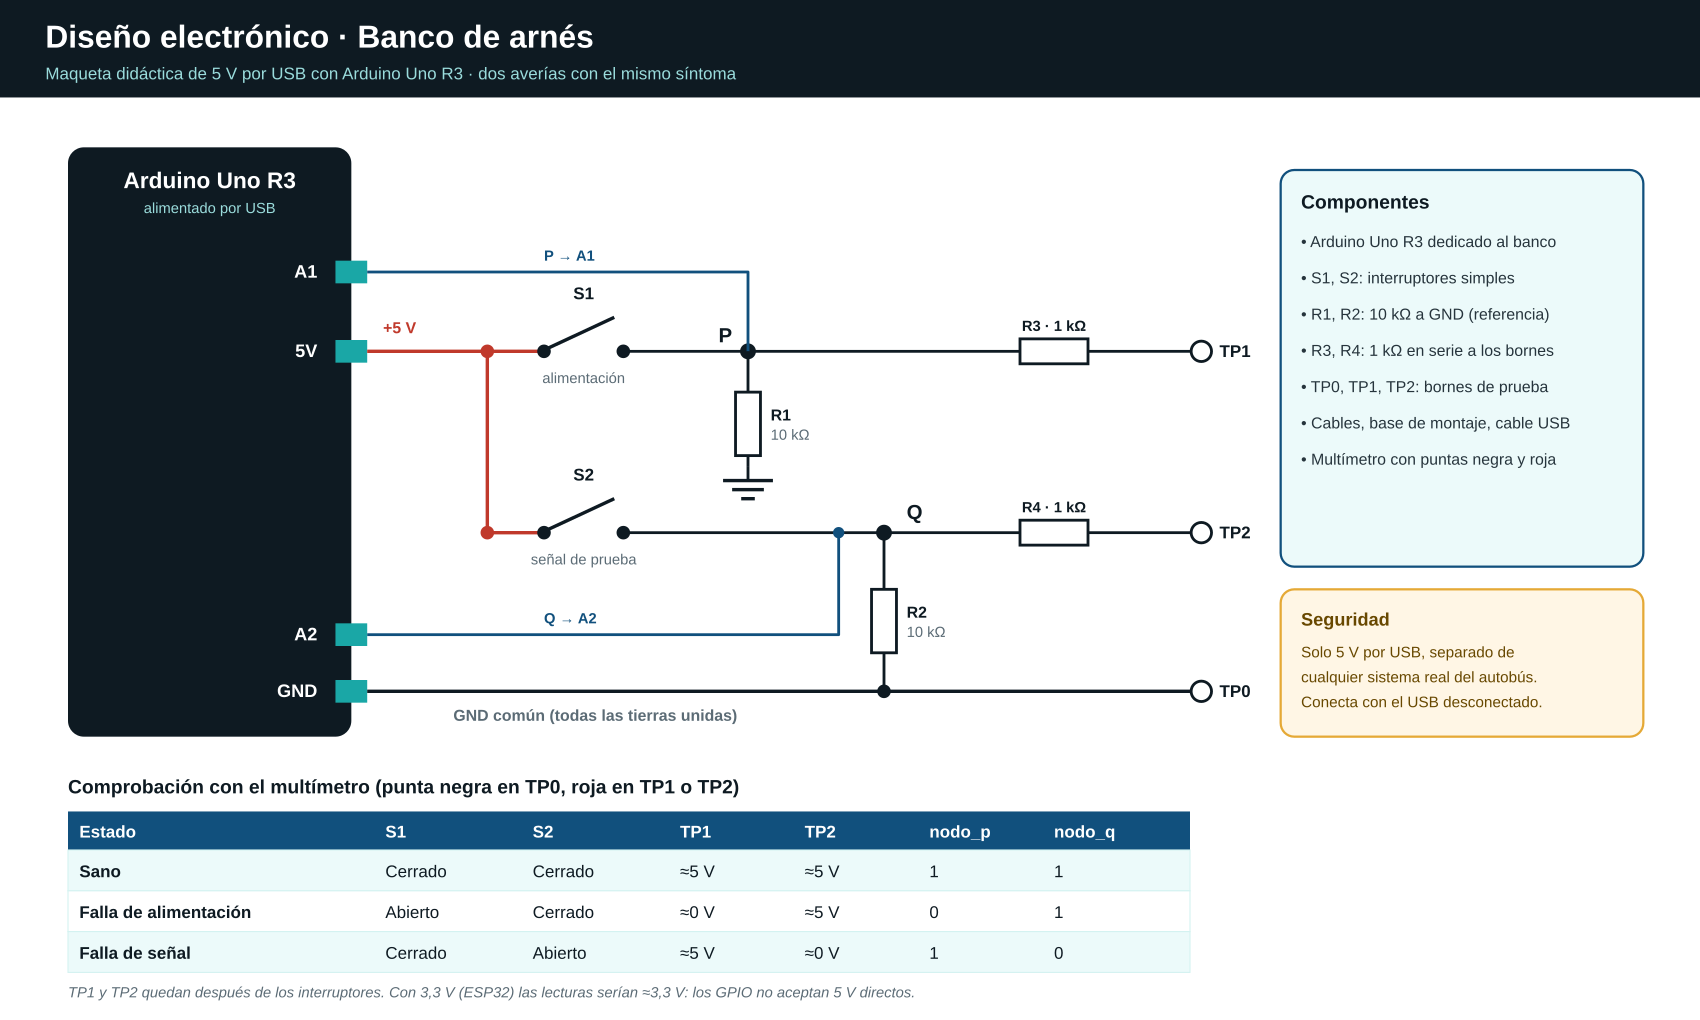 Diseño electrónico · Banco de arnés
Maqueta didáctica de 5 V por USB con Arduino Uno R3 · dos averías con el mismo síntoma
Arduino Uno R3
alimentado por USB
A1
5V
A2
GND
P → A1
+5 V
S1
alimentación
P
R1
10 kΩ
R3 · 1 kΩ
TP1
S2
señal de prueba
Q
R4 · 1 kΩ
TP2
Q → A2
R2
10 kΩ
TP0
GND común (todas las tierras unidas)
Componentes
• Arduino Uno R3 dedicado al banco
• S1, S2: interruptores simples
• R1, R2: 10 kΩ a GND (referencia)
• R3, R4: 1 kΩ en serie a los bornes
• TP0, TP1, TP2: bornes de prueba
• Cables, base de montaje, cable USB
• Multímetro con puntas negra y roja
Seguridad
Solo 5 V por USB, separado de
cualquier sistema real del autobús.
Conecta con el USB desconectado.
Comprobación con el multímetro (punta negra en TP0, roja en TP1 o TP2)
Estado S1 S2 TP1 TP2 nodo_p nodo_q
Sano Cerrado Cerrado ≈5 V ≈5 V 1 1
Falla de alimentación Abierto Cerrado ≈0 V ≈5 V 0 1
Falla de señal Cerrado Abierto ≈5 V ≈0 V 1 0
TP1 y TP2 quedan después de los interruptores. Con 3,3 V (ESP32) las lecturas serían ≈3,3 V: los GPIO no aceptan 5 V directos.